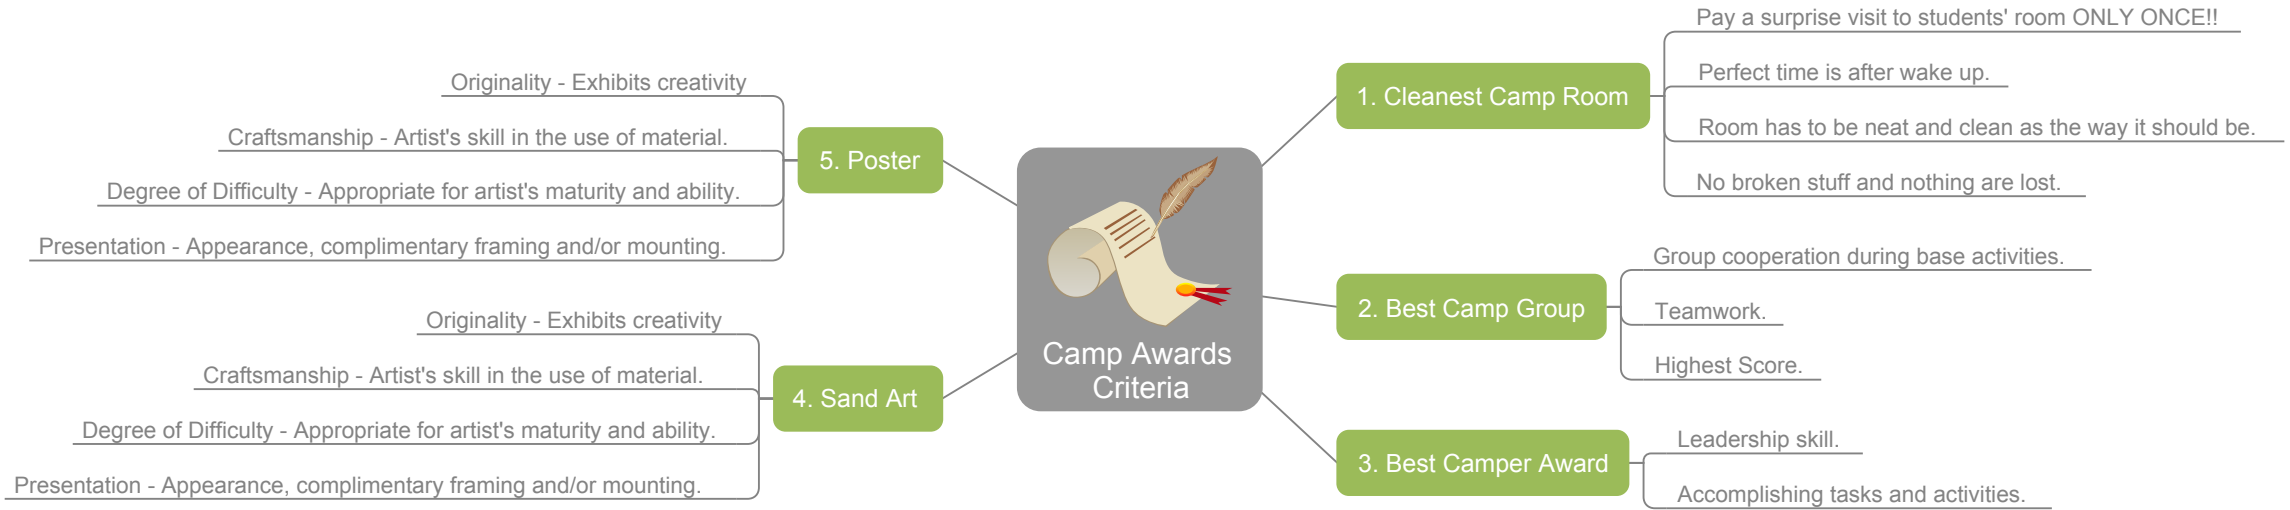 Camp Awards
Criteria
1. Cleanest Camp Room
Pay a surprise visit to students' room ONLY ONCE!!
Perfect time is after wake up.
Room has to be neat and clean as the way it should be.
No broken stuff and nothing are lost.
2. Best Camp Group
Group cooperation during base activities.
Teamwork.
Highest Score.
3. Best Camper Award
Leadership skill.
Accomplishing tasks and activities.
4. Sand Art
Originality - Exhibits creativity
Craftsmanship - Artist's skill in the use of material.
Degree of Difficulty - Appropriate for artist's maturity and ability.
Presentation - Appearance, complimentary framing and/or mounting.
5. Poster
Originality - Exhibits creativity
Craftsmanship - Artist's skill in the use of material.
Degree of Difficulty - Appropriate for artist's maturity and ability.
Presentation - Appearance, complimentary framing and/or mounting.